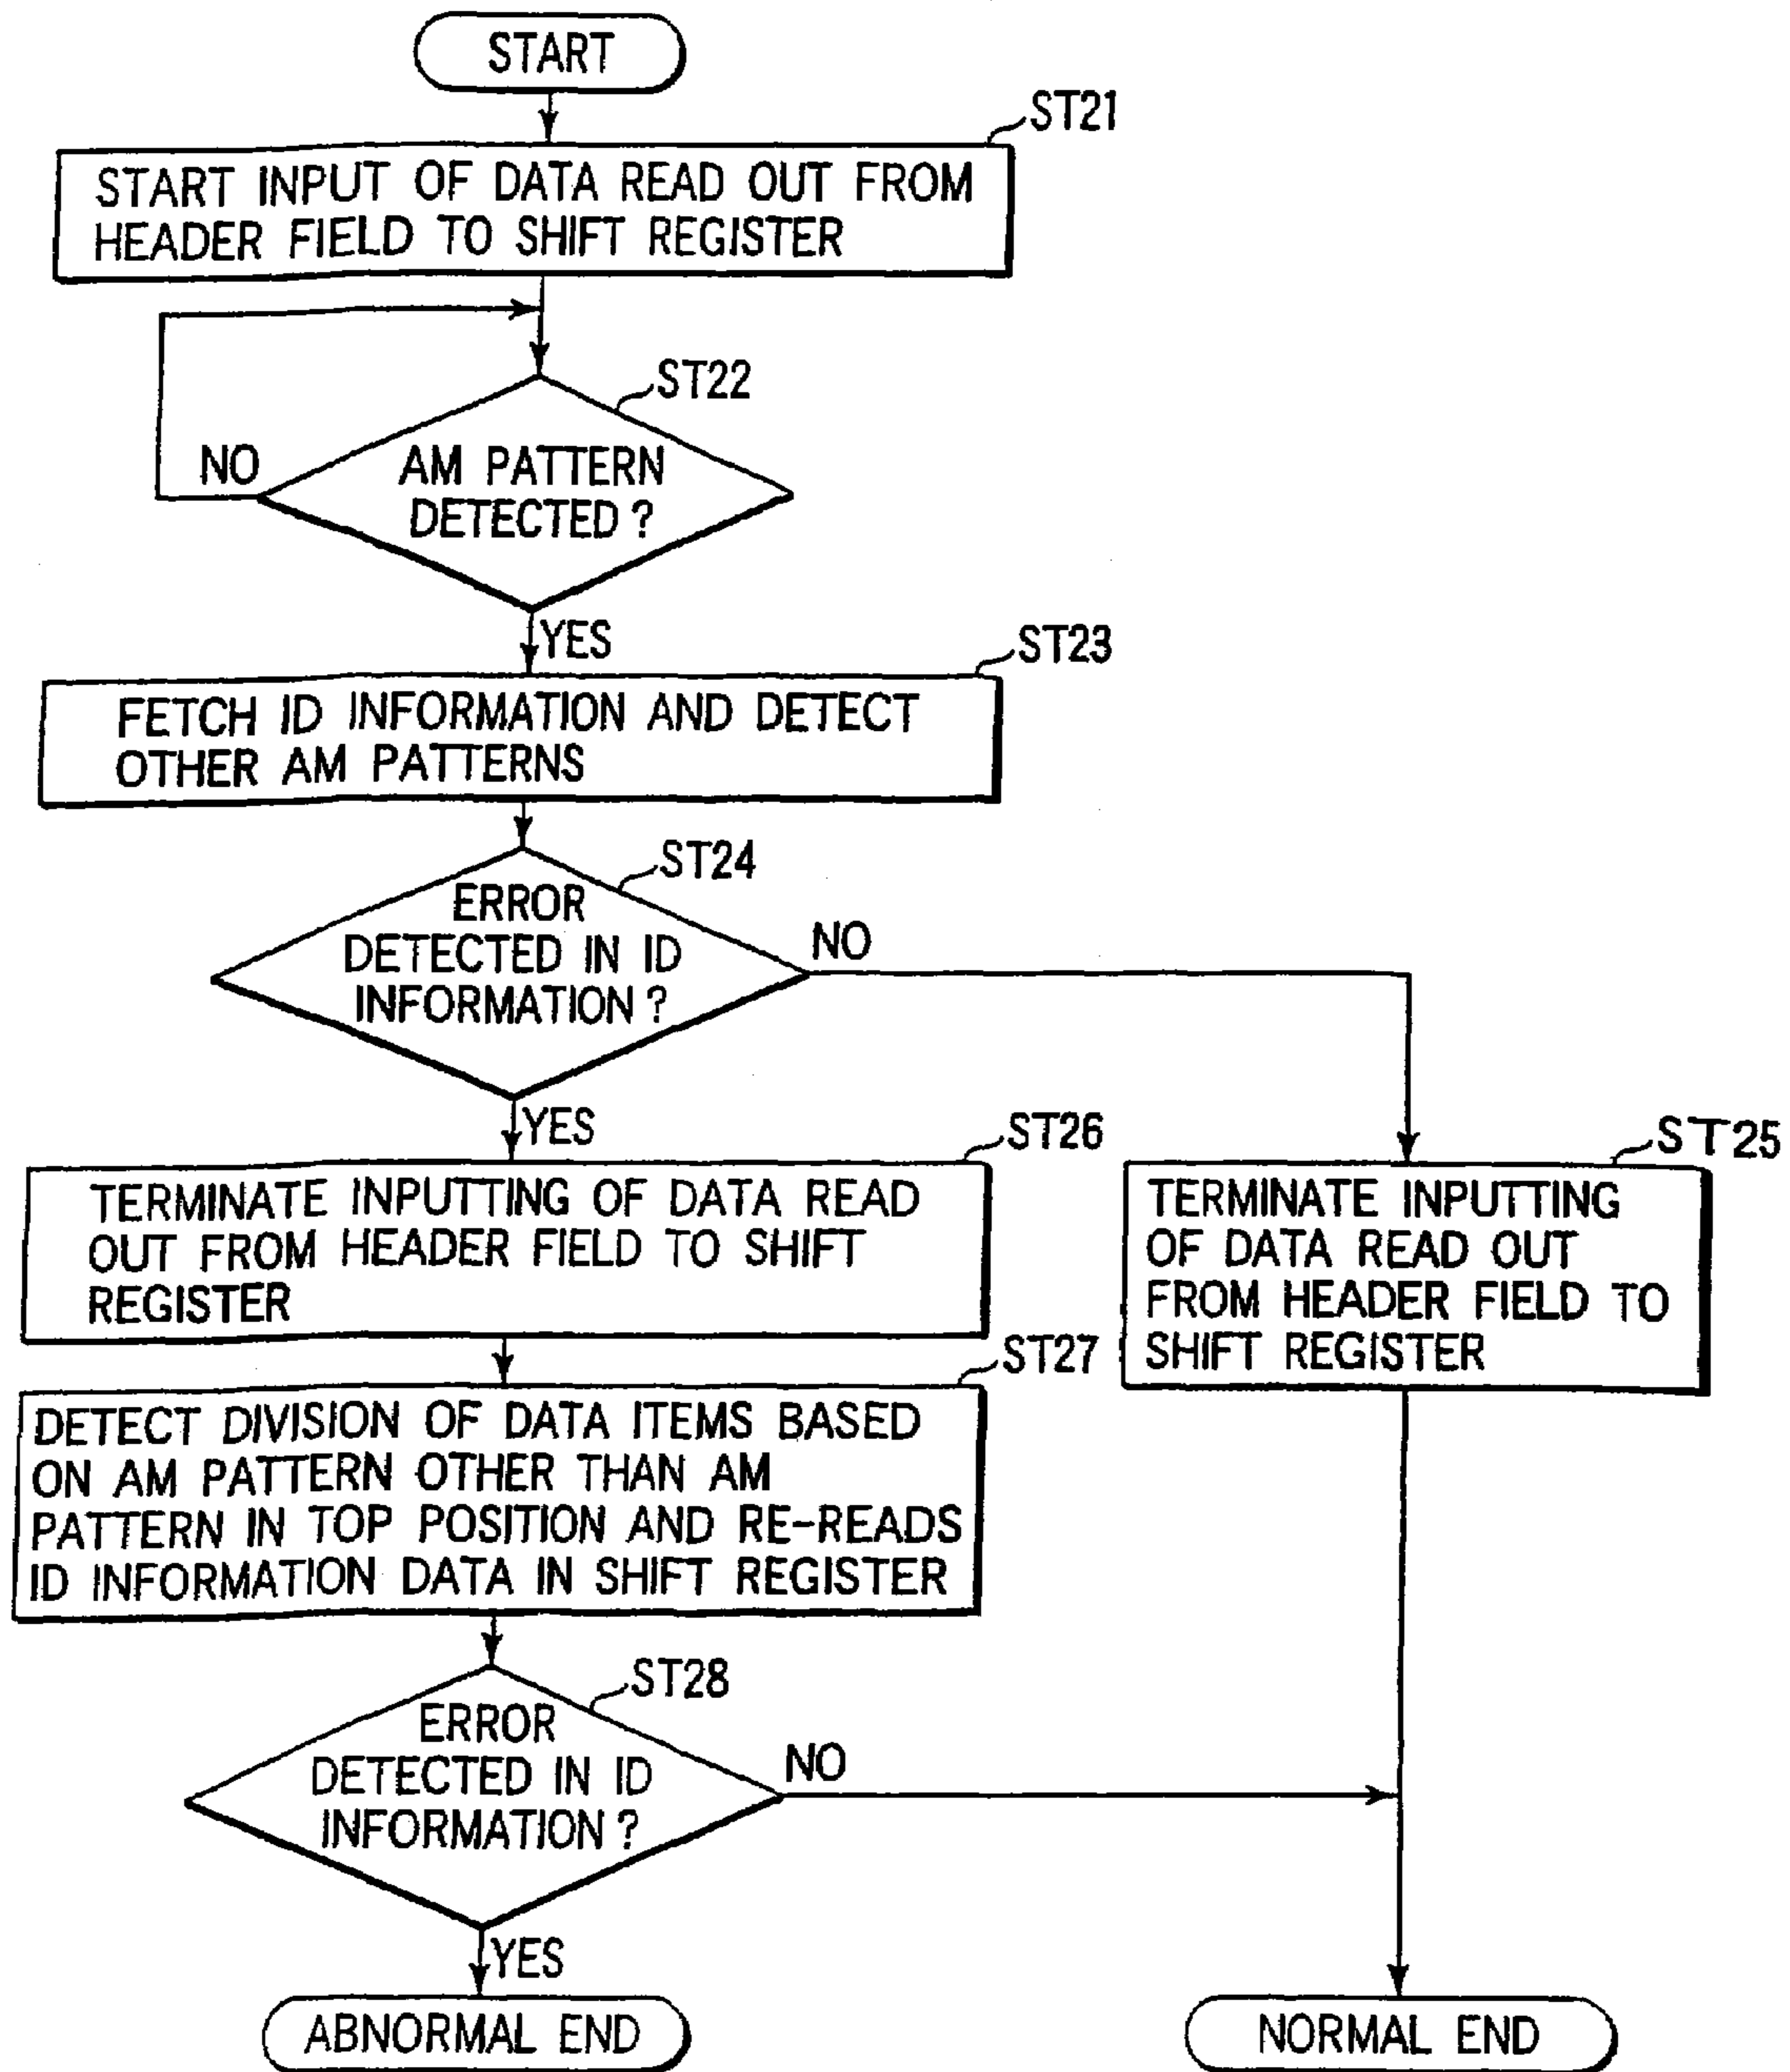 START
ST21
START INPUT OF DATA READ OUT FROM
HEADER FIELD TO SHIFT REGISTER
ST22
NO
AM PATTERN
DETECTED?
YES
ST23
FETCH ID INFORMATION AND DETECT
OTHER AM PATTERNS
ST24
ERROR
DETECTED IN ID
INFORMATION?
NO
YES
ST26
TERMINATE INPUTTING OF DATA READ
OUT FROM HEADER FIELD TO SHIFT
REGISTER
ST25
TERMINATE INPUTTING
OF DATA READ OUT
FROM HEADER FIELD TO
SHIFT REGISTER
ST27
DETECT DIVISION OF DATA ITEMS BASED
ON AM PATTERN OTHER THAN AM
PATTERN IN TOP POSITION AND RE-READS
ID INFORMATION DATA IN SHIFT REGISTER
ST28
ERROR
DETECTED IN ID
INFORMATION?
NO
YES
ABNORMAL END
NORMAL END